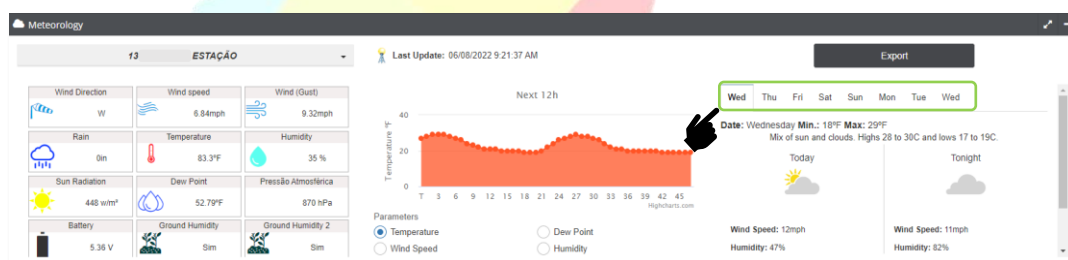 Meteorology
13 ESTAÇÃO
Last Update: 06/08/2022 9:21:37 AM
Export
Wind Direction
W
Wind speed
6.84mph
Wind (Gust)
9.32mph
Rain
0in
Temperature
83.3°F
Humidity
35 %
Sun Radiation
448 w/m²
Dew Point
52.79°F
Pressão Atmosférica
870 hPa
Battery
5.36 V
Ground Humidity
Sim
Ground Humidity 2
Sim
Next 12h
Temperature °F
40
20
0
T 3 6 9 12 15 18 21 24 27 30 33 36 39 42 45
Highcharts.com
Parameters
Temperature
Dew Point
Wind Speed
Humidity
Wed Thu Fri Sat Sun Mon Tue Wed
Date: Wednesday Min.: 18°F Max: 29°F
Mix of sun and clouds. Highs 28 to 30C and lows 17 to 19C.
Today
Tonight
Wind Speed: 12mph
Wind Speed: 11mph
Humidity: 47%
Humidity: 82%